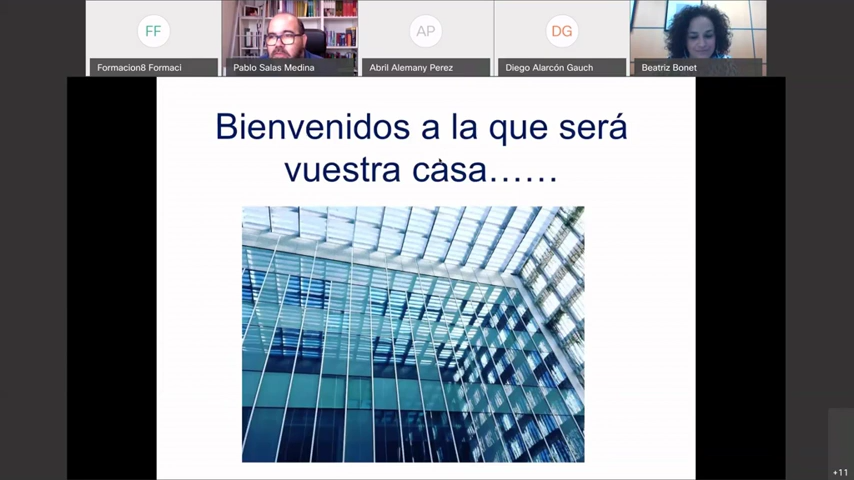 FF
AP
DG
Formacion8 Formaci
Pablo Salas Medina
Abril Alemany Perez
Diego Alarcón Gauch
Beatriz Bonet
Bienvenidos a la que será
vuestra casa......
+11